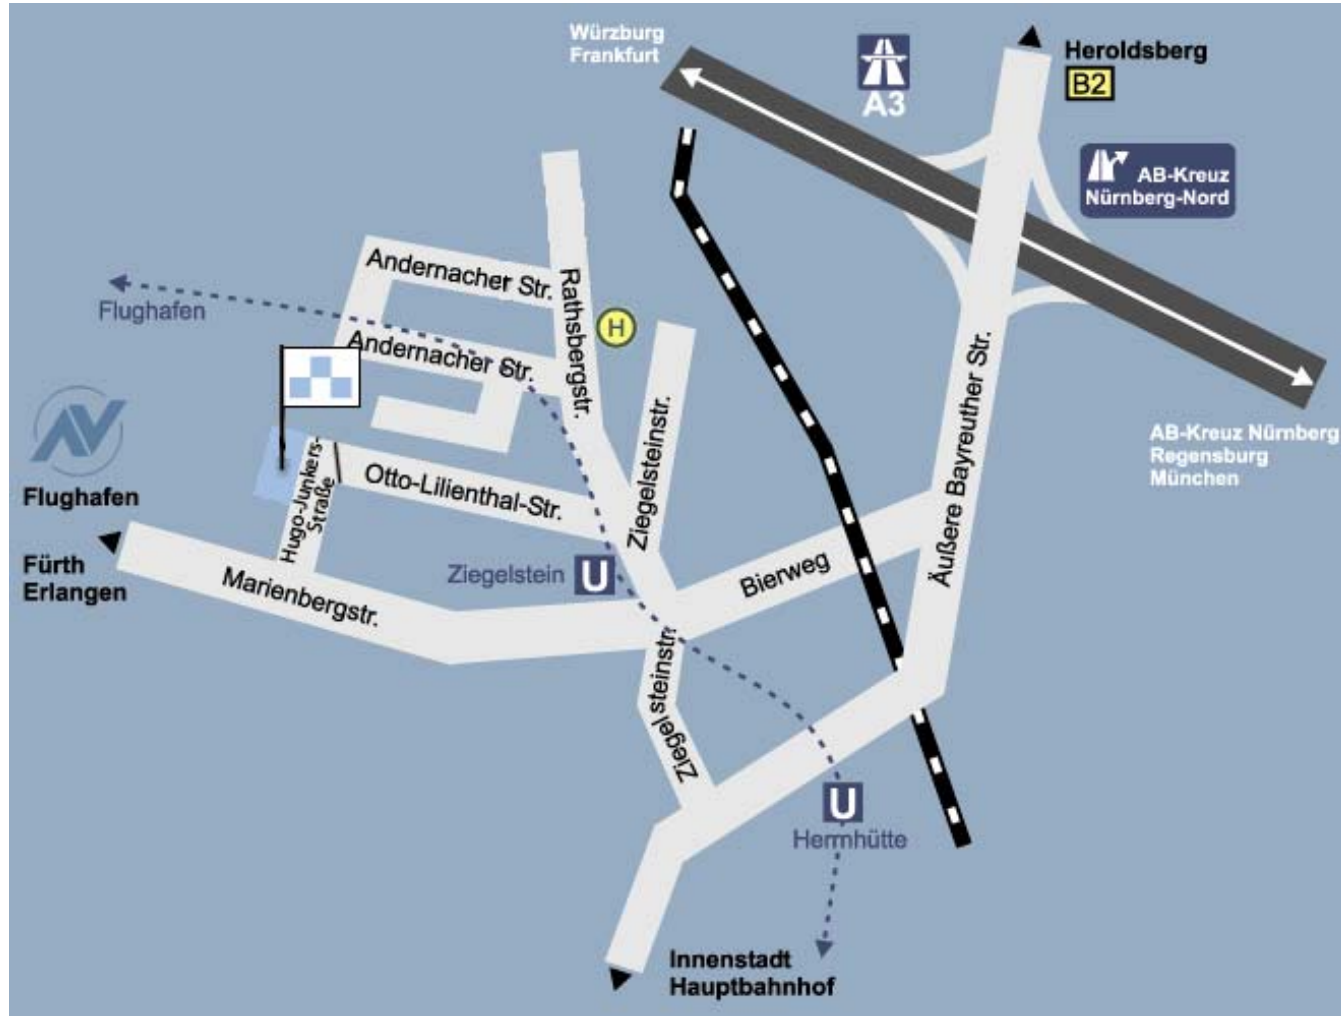 Würzburg
Frankfurt
A3
Heroldsberg
B2
AB-Kreuz
Nürnberg-Nord
Andernacher Str.
Rathsbergstr.
H
Flughafen
Andernacher Str.
Äußere Bayreuther Str.
AB-Kreuz Nürnberg
Regensburg
München
Flughafen
Hugo-Junkers-
Straße
Otto-Lilienthal-Str.
Ziegelsteinstr.
Fürth
Erlangen
Marienbergstr.
Ziegelstein
U
Bierweg
Ziegelsteinstr.
U
Herrnhütte
Innenstadt
Hauptbahnhof